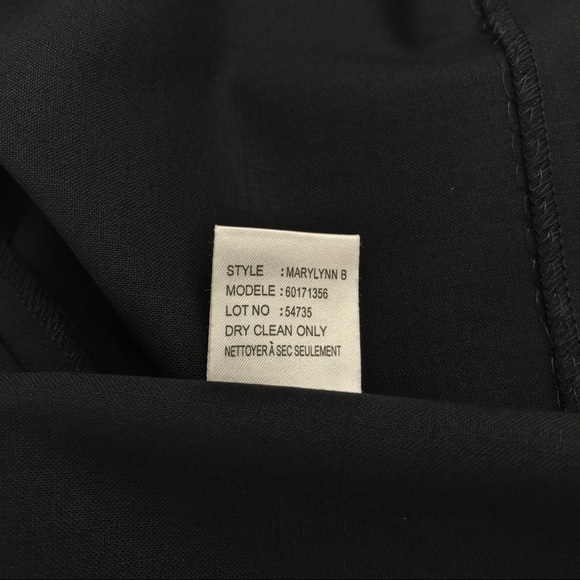 STYLE : MARYLYNN B
MODELE : 60171356
LOT NO : 54735
DRY CLEAN ONLY
NETTOYER À SEC SEULEMENT